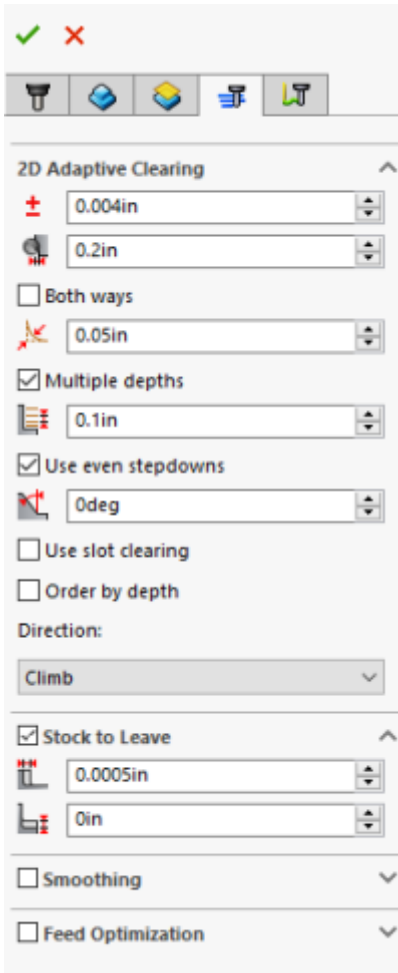 2D Adaptive Clearing
0.004in
0.2in
Both ways
0.05in
Multiple depths
0.1in
Use even stepdowns
0deg
Use slot clearing
Order by depth
Direction:
Climb
Stock to Leave
0.0005in
0in
Smoothing
Feed Optimization